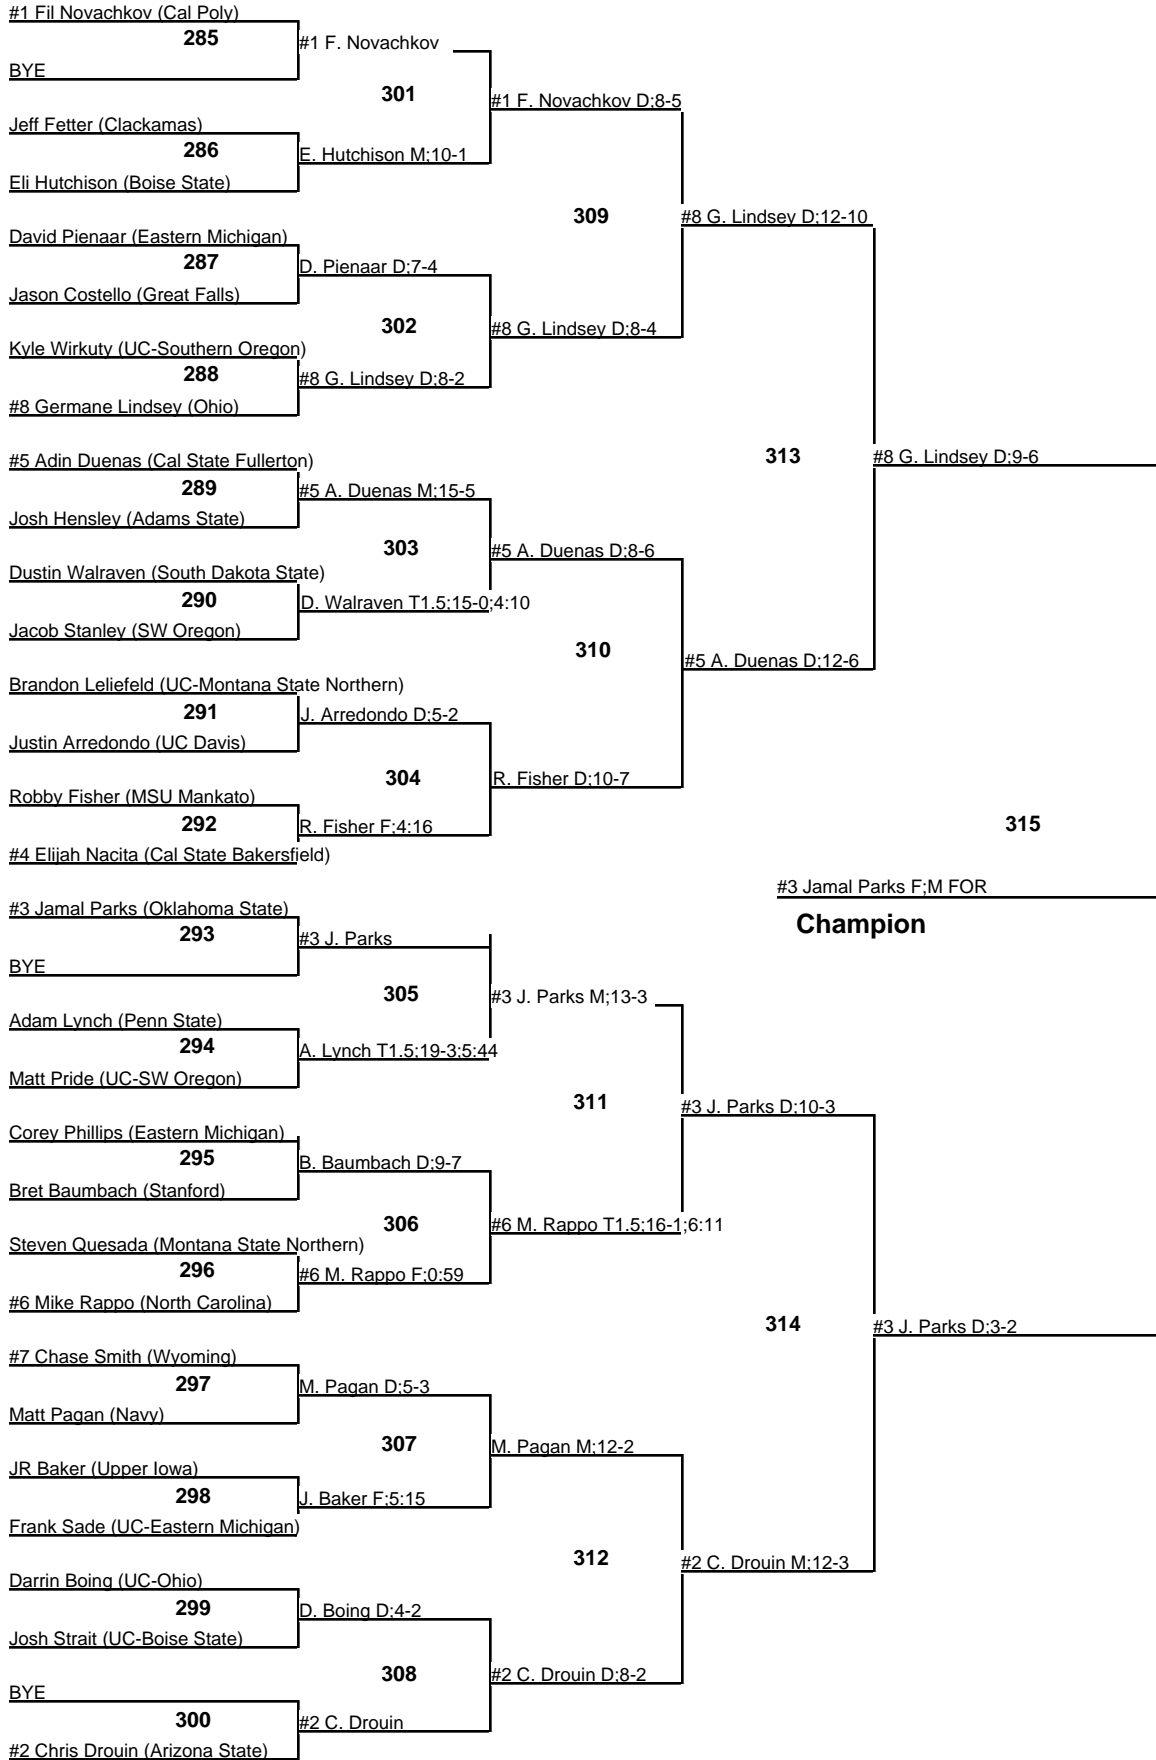 #1 Fil Novachkov (Cal Poly)
285
#1 F. Novachkov
BYE
301
#1 F. Novachkov D;8-5
Jeff Fetter (Clackamas)
286
E. Hutchison M;10-1
Eli Hutchison (Boise State)
309
#8 G. Lindsey D;12-10
David Pienaar (Eastern Michigan)
287
D. Pienaar D;7-4
Jason Costello (Great Falls)
302
#8 G. Lindsey D;8-4
Kyle Wirkuty (UC-Southern Oregon)
288
#8 G. Lindsey D;8-2
#8 Germane Lindsey (Ohio)
313
#8 G. Lindsey D;9-6
#5 Adin Duenas (Cal State Fullerton)
289
#5 A. Duenas M;15-5
Josh Hensley (Adams State)
303
#5 A. Duenas D;8-6
Dustin Walraven (South Dakota State)
290
D. Walraven T1.5;15-0;4:10
Jacob Stanley (SW Oregon)
310
#5 A. Duenas D;12-6
Brandon Leliefeld (UC-Montana State Northern)
291
J. Arredondo D;5-2
Justin Arredondo (UC Davis)
304
R. Fisher D;10-7
Robby Fisher (MSU Mankato)
292
R. Fisher F;4:16
#4 Elijah Nacita (Cal State Bakersfield)
315
#3 Jamal Parks F;M FOR
Champion
#3 Jamal Parks (Oklahoma State)
293
#3 J. Parks
BYE
305
#3 J. Parks M;13-3
Adam Lynch (Penn State)
294
A. Lynch T1.5;19-3;5:44
Matt Pride (UC-SW Oregon)
311
#3 J. Parks D;10-3
Corey Phillips (Eastern Michigan)
295
B. Baumbach D;9-7
Bret Baumbach (Stanford)
306
#6 M. Rappo T1.5;16-1;6:11
Steven Quesada (Montana State Northern)
296
#6 M. Rappo F;0:59
#6 Mike Rappo (North Carolina)
314
#3 J. Parks D;3-2
#7 Chase Smith (Wyoming)
297
M. Pagan D;5-3
Matt Pagan (Navy)
307
M. Pagan M;12-2
JR Baker (Upper Iowa)
298
J. Baker F;5:15
Frank Sade (UC-Eastern Michigan)
312
#2 C. Drouin M;12-3
Darrin Boing (UC-Ohio)
299
D. Boing D;4-2
Josh Strait (UC-Boise State)
308
#2 C. Drouin D;8-2
BYE
300
#2 C. Drouin
#2 Chris Drouin (Arizona State)